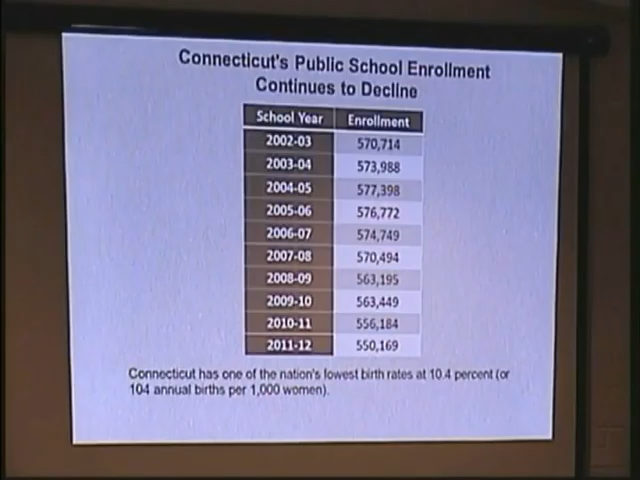 Connecticut's Public School Enrollment
Continues to Decline
School Year Enrollment
2002-03 570,714
2003-04 573,988
2004-05 577,398
2005-06 576,772
2006-07 574,749
2007-08 570,494
2008-09 563,195
2009-10 563,449
2010-11 556,184
2011-12 550,169
Connecticut has one of the nation's lowest birth rates at 10.4 percent (or
104 annual births per 1,000 women).